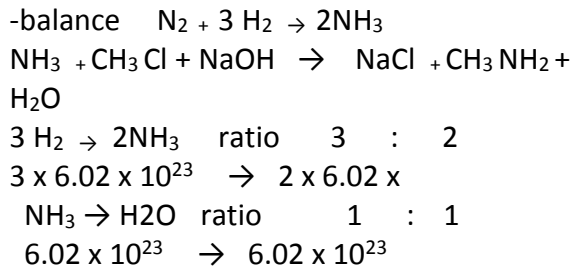 -balance N₂ + 3 H₂ → 2NH₃
NH₃ + CH₃ Cl + NaOH → NaCl + CH₃ NH₂ +
H₂O
3 H₂ → 2NH₃ ratio 3 : 2
3 x 6.02 x 10²³ → 2 x 6.02 x
NH₃ → H2O ratio 1 : 1
6.02 x 10²³ → 6.02 x 10²³